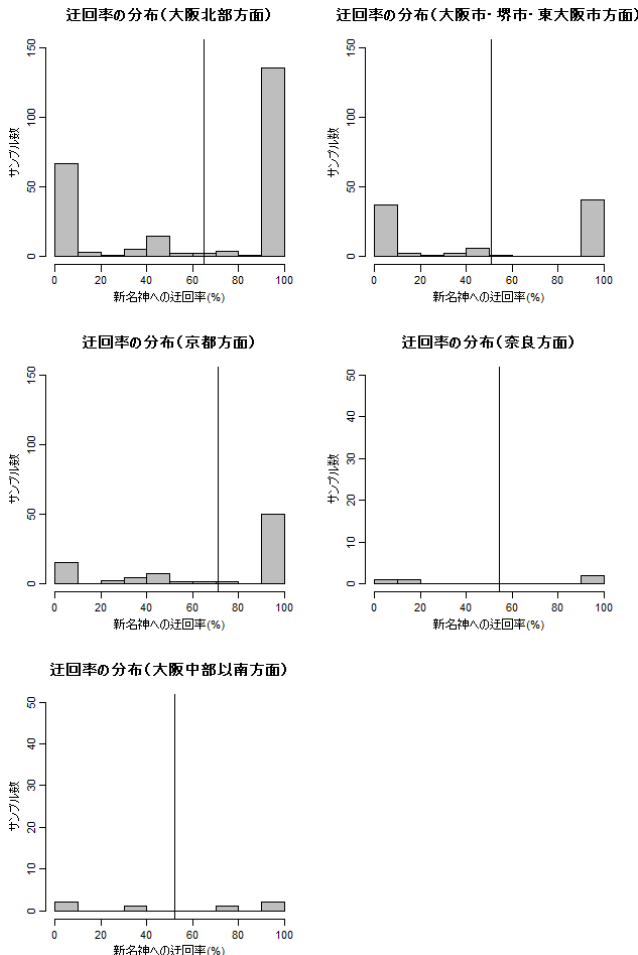 迂回率の分布(大阪北部方面)
サンプル数
0 50 100 150
0 20 40 60 80 100
新名神への迂回率(%)
迂回率の分布(大阪市・堺市・東大阪市方面)
サンプル数
0 50 100 150
0 20 40 60 80 100
新名神への迂回率(%)
迂回率の分布(京都方面)
サンプル数
0 50 100 150
0 20 40 60 80 100
新名神への迂回率(%)
迂回率の分布(奈良方面)
サンプル数
0 10 20 30 40 50
0 20 40 60 80 100
新名神への迂回率(%)
迂回率の分布(大阪中部以南方面)
サンプル数
0 10 20 30 40 50
0 20 40 60 80 100
新名神への迂回率(%)